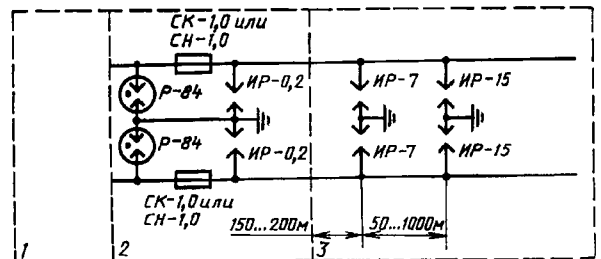 СК-1,0 или
СН-1,0
Р-84
ИР-0,2
ИР-7
ИР-15
Р-84
ИР-0,2
ИР-7
ИР-15
СК-1,0 или
СН-1,0
150...200м
50...1000м
1
2
3